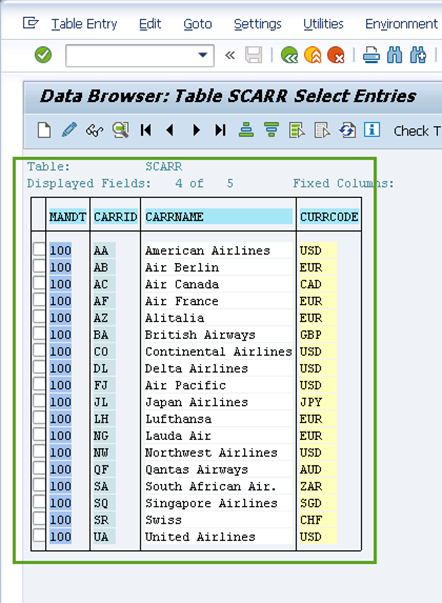 Table Entry Edit Goto Settings Utilities Environment
Data Browser: Table SCARR Select Entries
Check T
Table: SCARR
Displayed Fields: 4 of 5 Fixed Columns:
MANDT CARRID CARRNAME CURRCODE
100 AA American Airlines USD
100 AB Air Berlin EUR
100 AC Air Canada CAD
100 AF Air France EUR
100 AZ Alitalia EUR
100 BA British Airways GBP
100 CO Continental Airlines USD
100 DL Delta Airlines USD
100 FJ Air Pacific USD
100 JL Japan Airlines JPY
100 LH Lufthansa EUR
100 NG Lauda Air EUR
100 NW Northwest Airlines USD
100 QF Qantas Airways AUD
100 SA South African Air. ZAR
100 SQ Singapore Airlines SGD
100 SR Swiss CHF
100 UA United Airlines USD